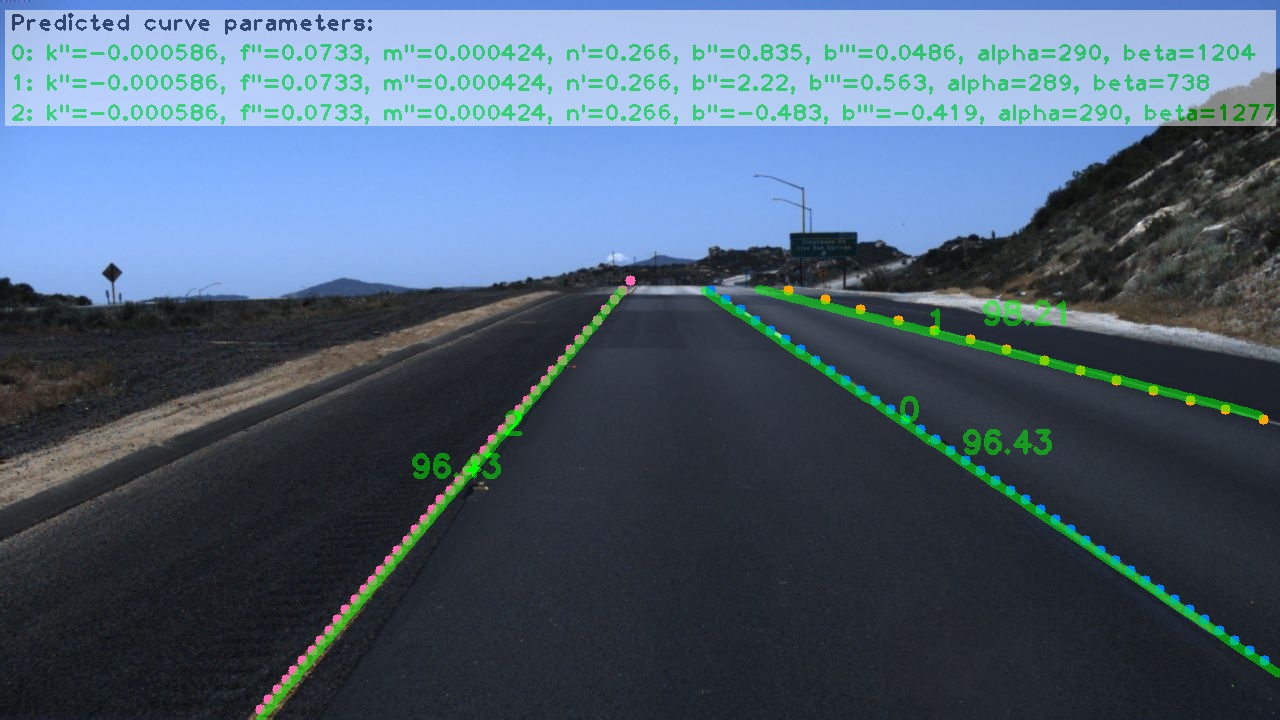 Predicted curve parameters:
0: k''=-0.000586, f''=0.0733, m''=0.000424, n'=0.266, b''=0.835, b'''=0.0486, alpha=290, beta=1204
1: k''=-0.000586, f''=0.0733, m''=0.000424, n'=0.266, b''=2.22, b'''=0.563, alpha=289, beta=738
2: k''=-0.000586, f''=0.0733, m''=0.000424, n'=0.266, b''=-0.483, b'''=-0.419, alpha=290, beta=1277
1 98.21
0
2
96.43
96.43